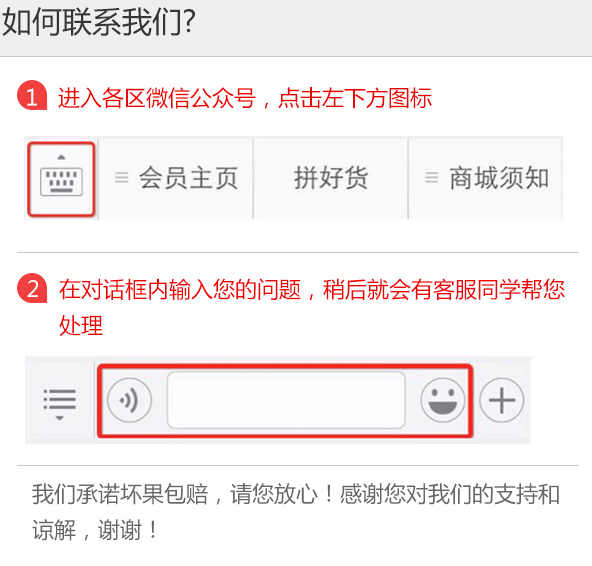 如何联系我们?
1 进入各区微信公众号，点击左下方图标
会员主页 拼好货 商城须知
2 在对话框内输入您的问题，稍后就会有客服同学帮您
处理
我们承诺坏果包赔，请您放心！感谢您对我们的支持和
谅解，谢谢！